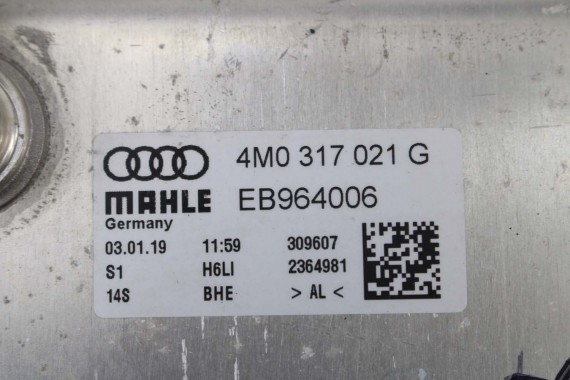 4M0 317 021 G
MAHLE EB964006
Germany
03.01.19 11:59 309607
S1 H6LI 2364981
14S BHE > AL <